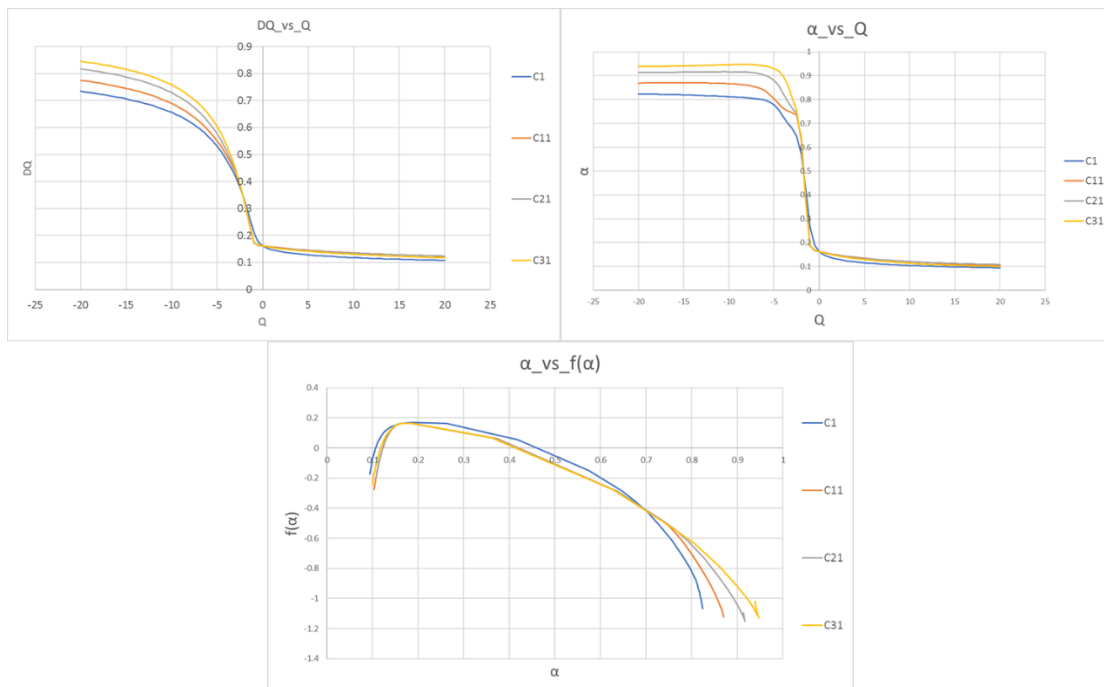 DQ_vs_Q
0.9
0.8
0.7
0.6
0.5
0.4
0.3
0.2
0.1
0
-25 -20 -15 -10 -5 0 5 10 15 20 25
DQ
Q
C1
C11
C21
C31
α_vs_Q
1
0.9
0.8
0.7
0.6
0.5
0.4
0.3
0.2
0.1
0
-25 -20 -15 -10 -5 0 5 10 15 20 25
α
Q
C1
C11
C21
C31
α_vs_f(α)
0.4
0.2
0
-0.2
-0.4
-0.6
-0.8
-1
-1.2
-1.4
0 0.1 0.2 0.3 0.4 0.5 0.6 0.7 0.8 0.9 1
f(α)
α
C1
C11
C21
C31